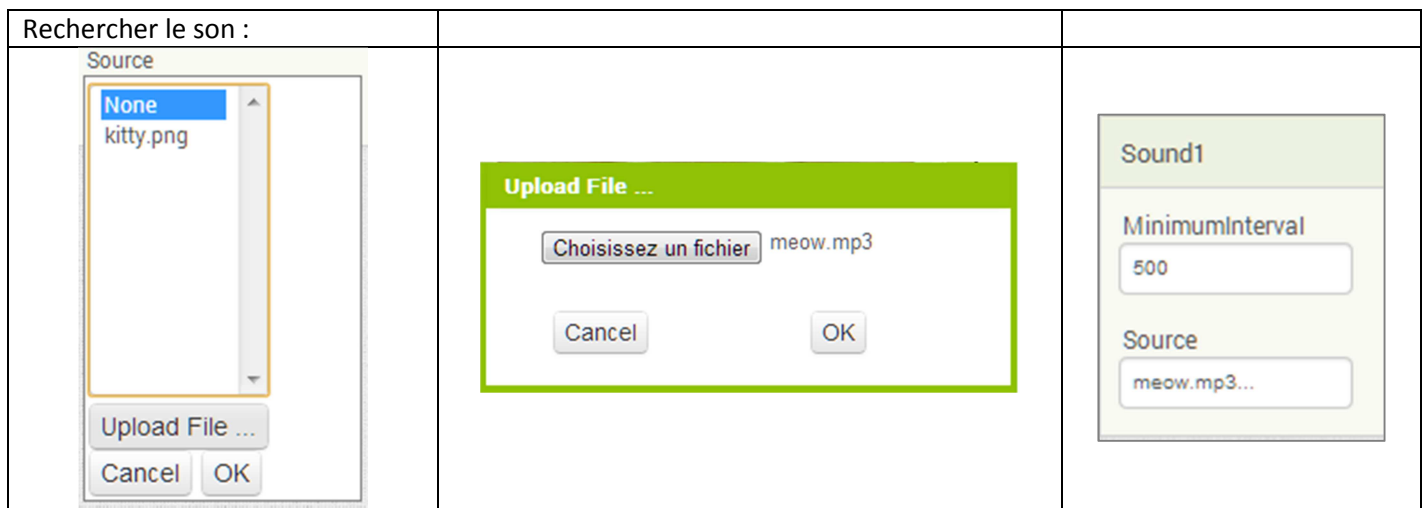 Rechercher le son :
Source
None
kitty.png
Upload File ...
Cancel OK
Upload File ...
Choisissez un fichier meow.mp3
Cancel OK
Sound1
MinimumInterval
500
Source
meow.mp3...